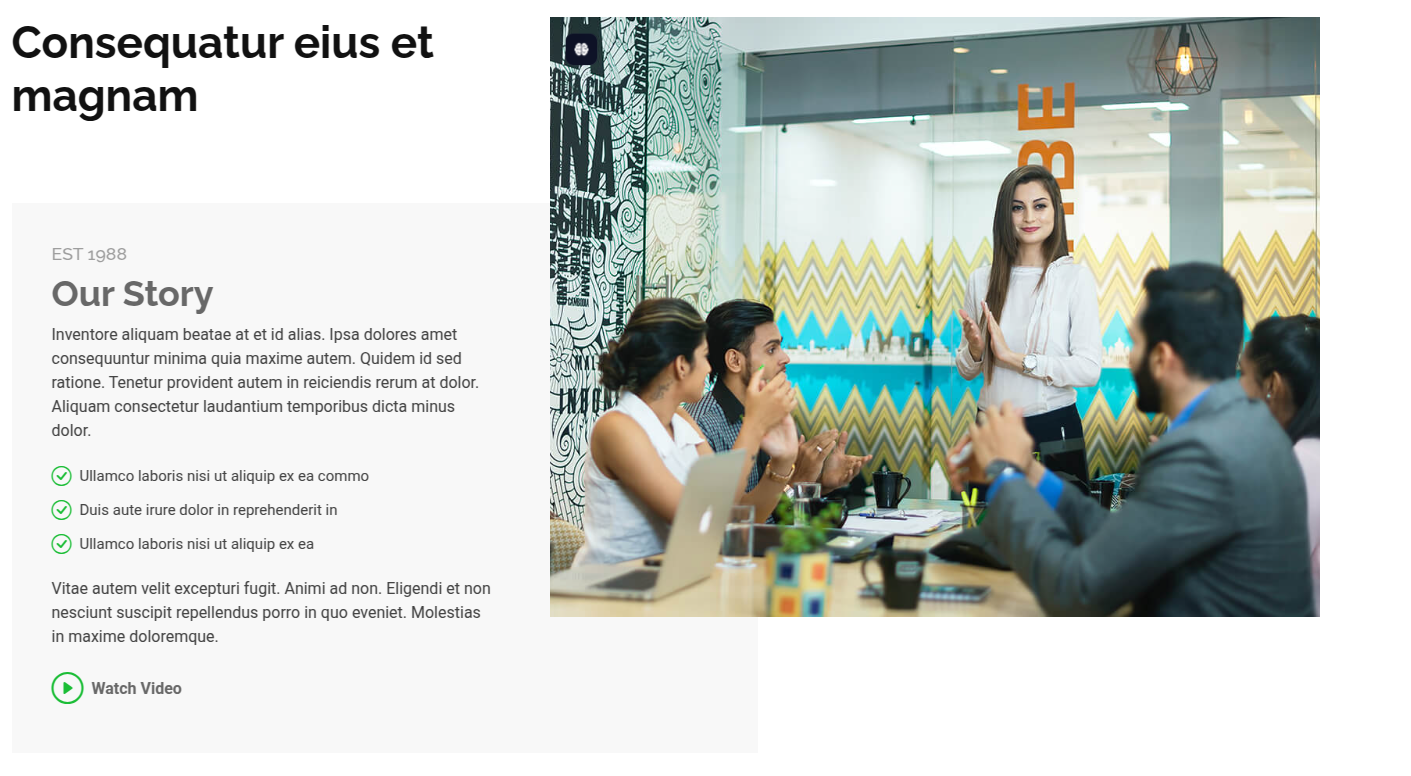 Consequatur eius et
magnam
EST 1988
Our Story
Inventore aliquam beatae at et id alias. Ipsa dolores amet
consequuntur minima quia maxime autem. Quidem id sed
ratione. Tenetur provident autem in reiciendis rerum at dolor.
Aliquam consectetur laudantium temporibus dicta minus
dolor.
Ullamco laboris nisi ut aliquip ex ea commo
Duis aute irure dolor in reprehenderit in
Ullamco laboris nisi ut aliquip ex ea
Vitae autem velit excepturi fugit. Animi ad non. Eligendi et non
nesciunt suscipit repellendus porro in quo eveniet. Molestias
in maxime doloremque.
Watch Video
CHINA
CHINA
CAMBODIA